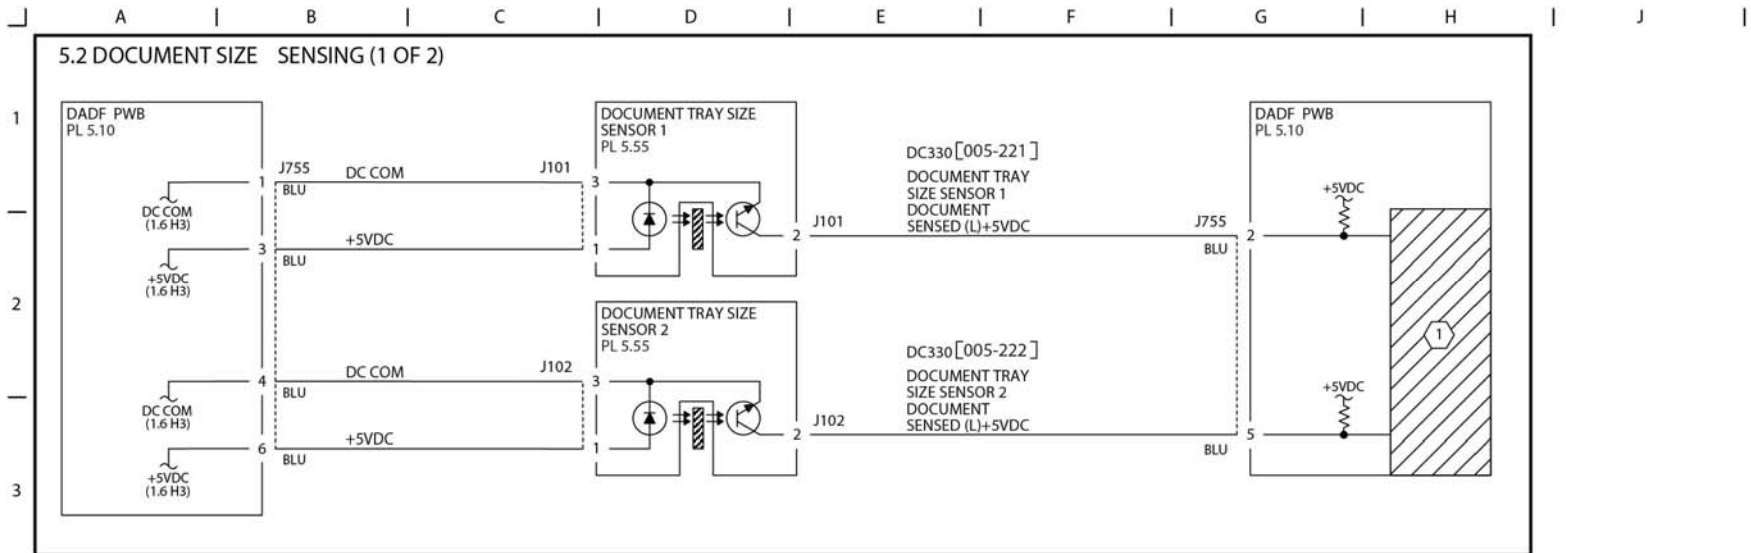 A B C D E F G H J
5.2 DOCUMENT SIZE SENSING (1 OF 2)
1
DADF PWB
PL 5.10
J755
1
BLU
DC COM
J101
3
DC COM
(1.6 H3)
3
BLU
+5VDC
1
+5VDC
(1.6 H3)
DOCUMENT TRAY SIZE
SENSOR 1
PL 5.55
2
J101
DC330 [005-221]
DOCUMENT TRAY
SIZE SENSOR 1
DOCUMENT
SENSED (L)+5VDC
J755
BLU
2
DADF PWB
PL 5.10
+5VDC
1
2
4
BLU
DC COM
J102
3
DC COM
(1.6 H3)
6
BLU
+5VDC
1
+5VDC
(1.6 H3)
DOCUMENT TRAY SIZE
SENSOR 2
PL 5.55
2
J102
DC330 [005-222]
DOCUMENT TRAY
SIZE SENSOR 2
DOCUMENT
SENSED (L)+5VDC
BLU
5
+5VDC
3